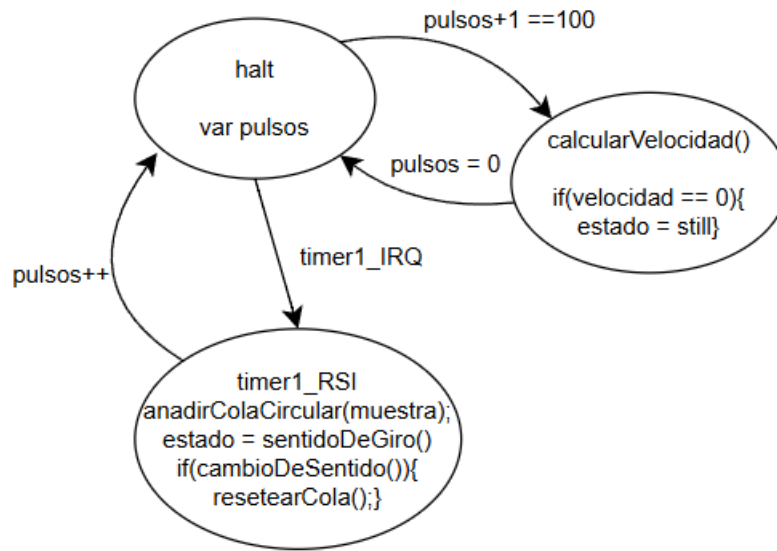 pulsos+1 ==100
halt
var pulsos
calcularVelocidad()
if(velocidad == 0){
estado = still}
pulsos = 0
timer1_IRQ
pulsos++
timer1_RSI
anadirColaCircular(muestra);
estado = sentidoDeGiro()
if(cambioDeSentido()){
resetearCola();}